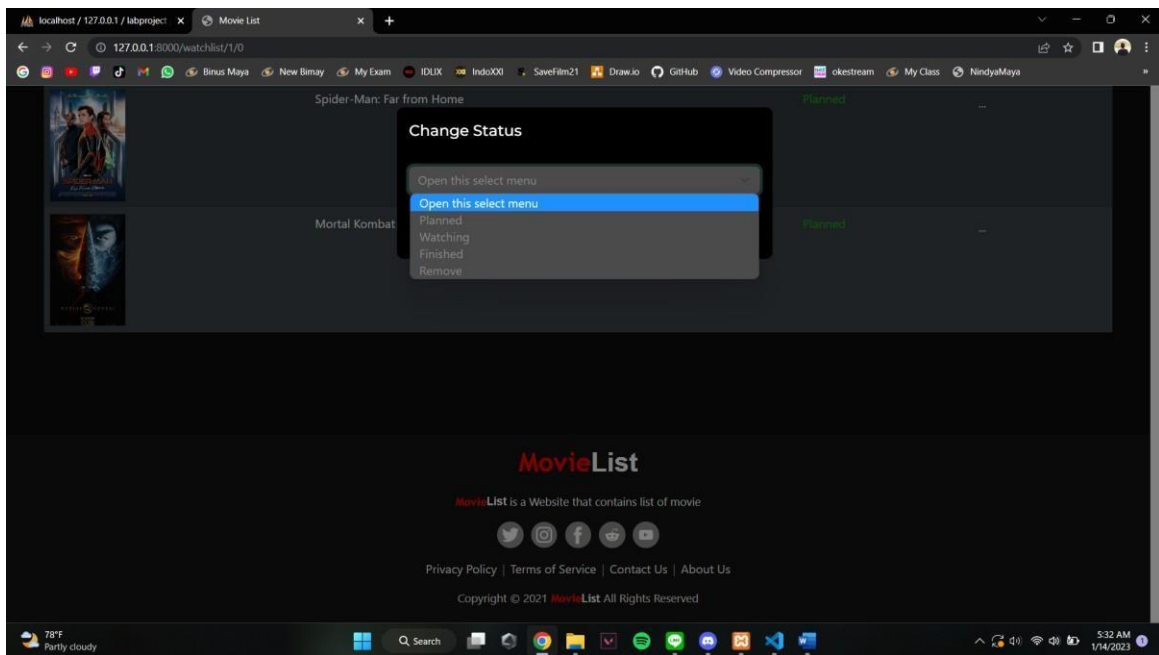 localhost / 127.0.0.1 / labproject
Movie List
127.0.0.1:8000/watchlist/1/0
Binus Maya
New Bimay
My Exam
IDLIX
IndoXXI
SaveFilm21
Draw.io
GitHub
Video Compressor
okestream
My Class
NindyaMaya
Spider-Man: Far from Home
Planned
...
Change Status
Open this select menu
Open this select menu
Planned
Watching
Finished
Remove
Mortal Kombat
Planned
...
MovieList
MovieList is a Website that contains list of movie
Privacy Policy | Terms of Service | Contact Us | About Us
Copyright © 2021 MovieList All Rights Reserved
78°F
Partly cloudy
Search
5:32 AM
1/14/2023
1